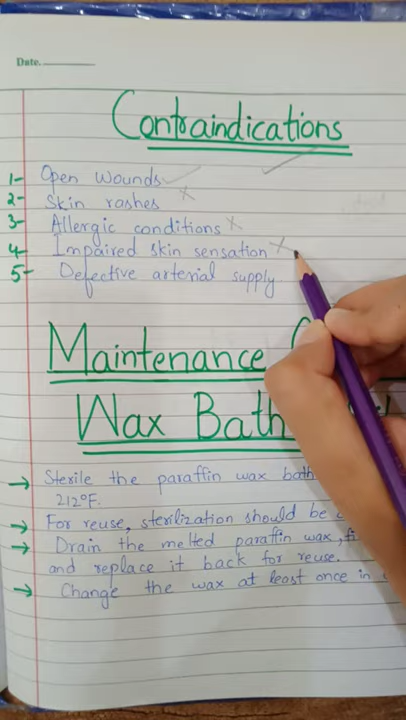 Date.
Contraindications
1- Open Wounds
2- Skin rashes
3- Allergic conditions
4- Impaired skin sensation
5- Defective arterial supply
Maintenance
Wax Bath
→ Sterile the paraffin wax bath
212°F.
→ For reuse, sterilization should be
→ Drain the melted paraffin wax,
and replace it back for reuse.
→ Change the wax at least once in